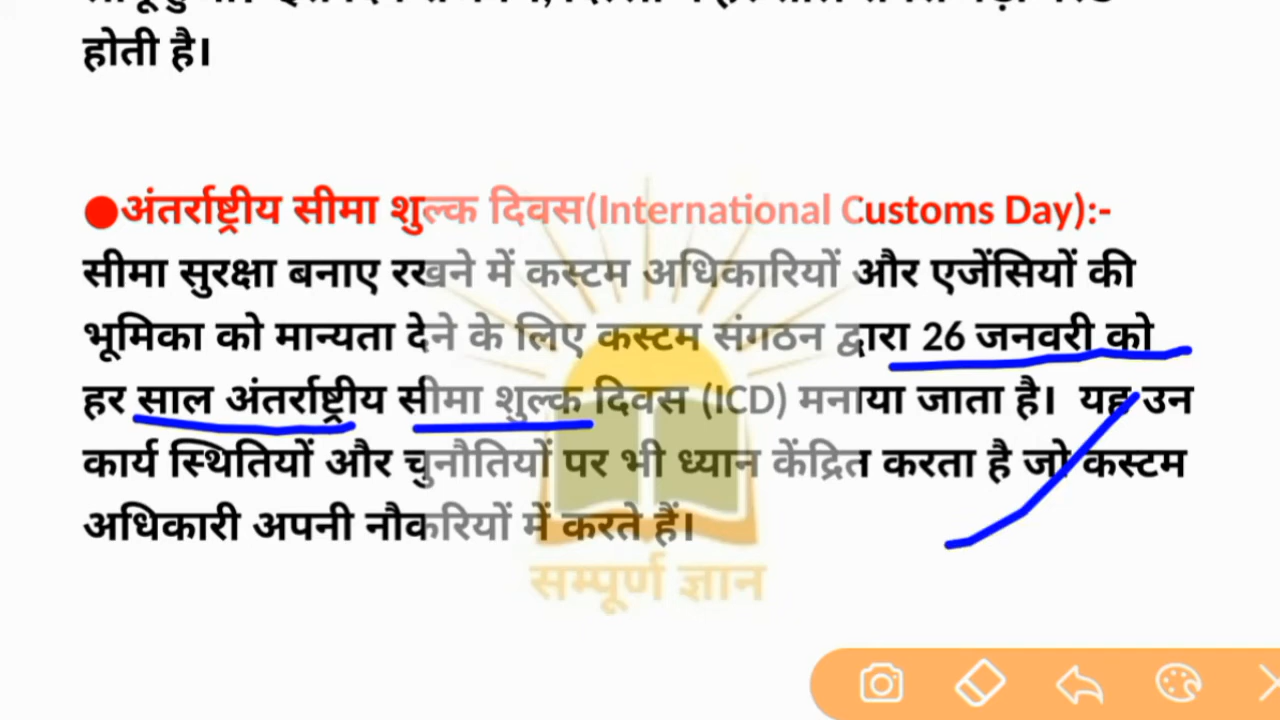 होती है।
●अंतर्राष्ट्रीय सीमा शुल्क दिवस(International Customs Day):-
सीमा सुरक्षा बनाए रखने में कस्टम अधिकारियों और एजेंसियों की
भूमिका को मान्यता देने के लिए कस्टम संगठन द्वारा 26 जनवरी को
हर साल अंतर्राष्ट्रीय सीमा शुल्क दिवस (ICD) मनाया जाता है।  यह उन
कार्य स्थितियों और चुनौतियों पर भी ध्यान केंद्रित करता है जो कस्टम
अधिकारी अपनी नौकरियों में करते हैं।
सम्पूर्ण ज्ञान